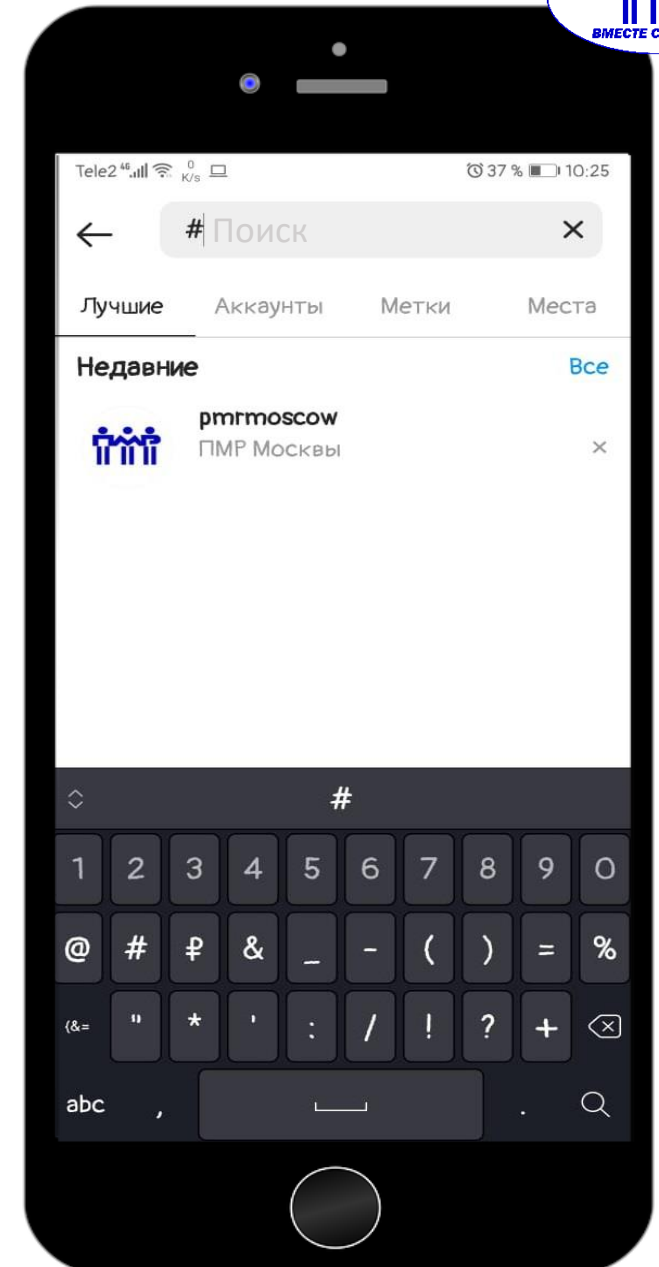 ВМЕСТЕ С
Tele2 4G 0 K/s 37 % 10:25
# Поиск
Лучшие Аккаунты Метки Места
Недавние Все
pmrmoscow
ПМР Москвы
#
1 2 3 4 5 6 7 8 9 0
@ # ₽ & _ - ( ) = %
{&= " * ' : / ! ? +
abc , .